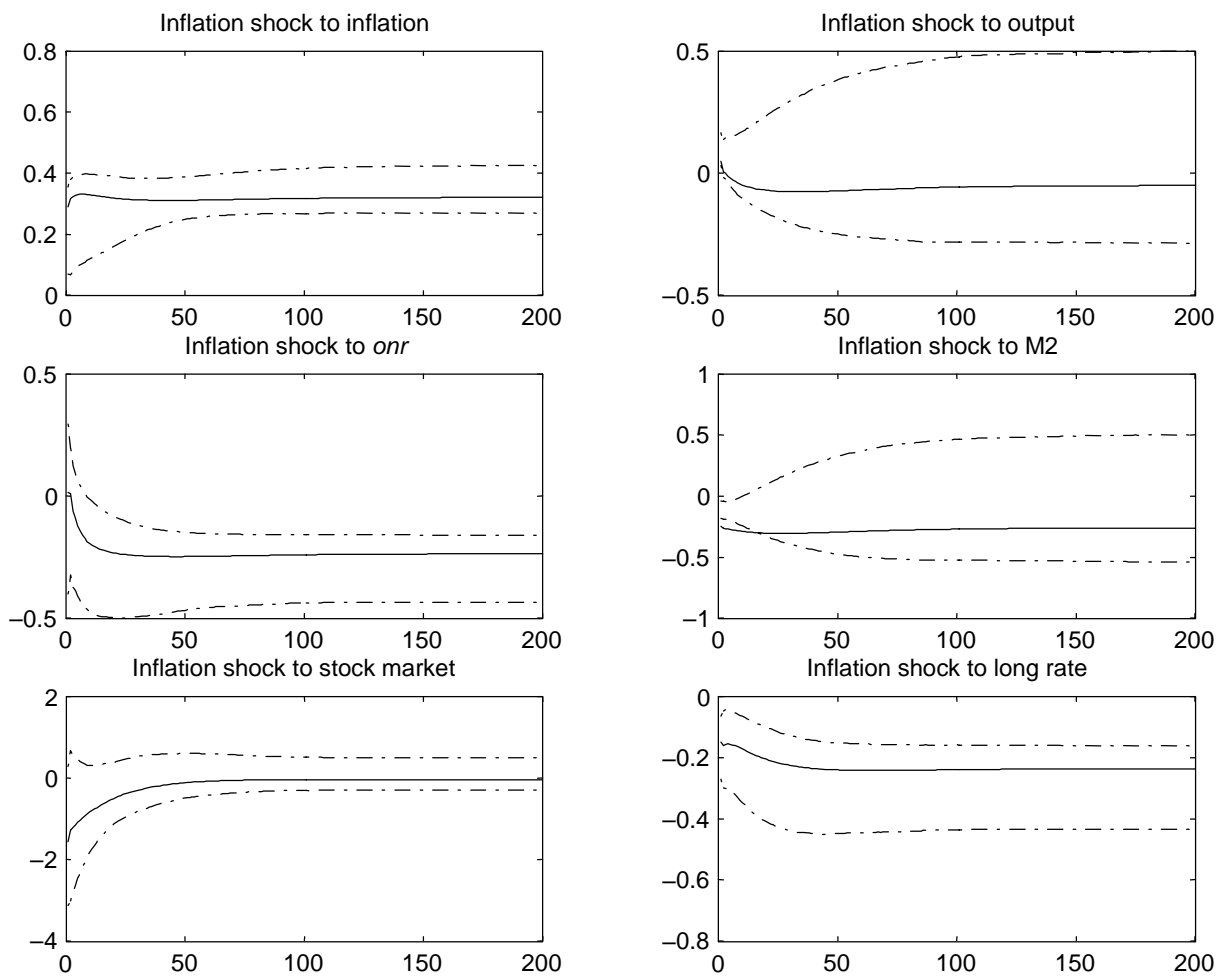 Inflation shock to inflation
0.8
0.6
0.4
0.2
0
0 50 100 150 200
Inflation shock to output
0.5
0
–0.5
0 50 100 150 200
Inflation shock to onr
0.5
0
–0.5
0 50 100 150 200
Inflation shock to M2
1
0.5
0
–0.5
–1
0 50 100 150 200
Inflation shock to stock market
2
0
–2
–4
0 50 100 150 200
Inflation shock to long rate
0
–0.2
–0.4
–0.6
–0.8
0 50 100 150 200